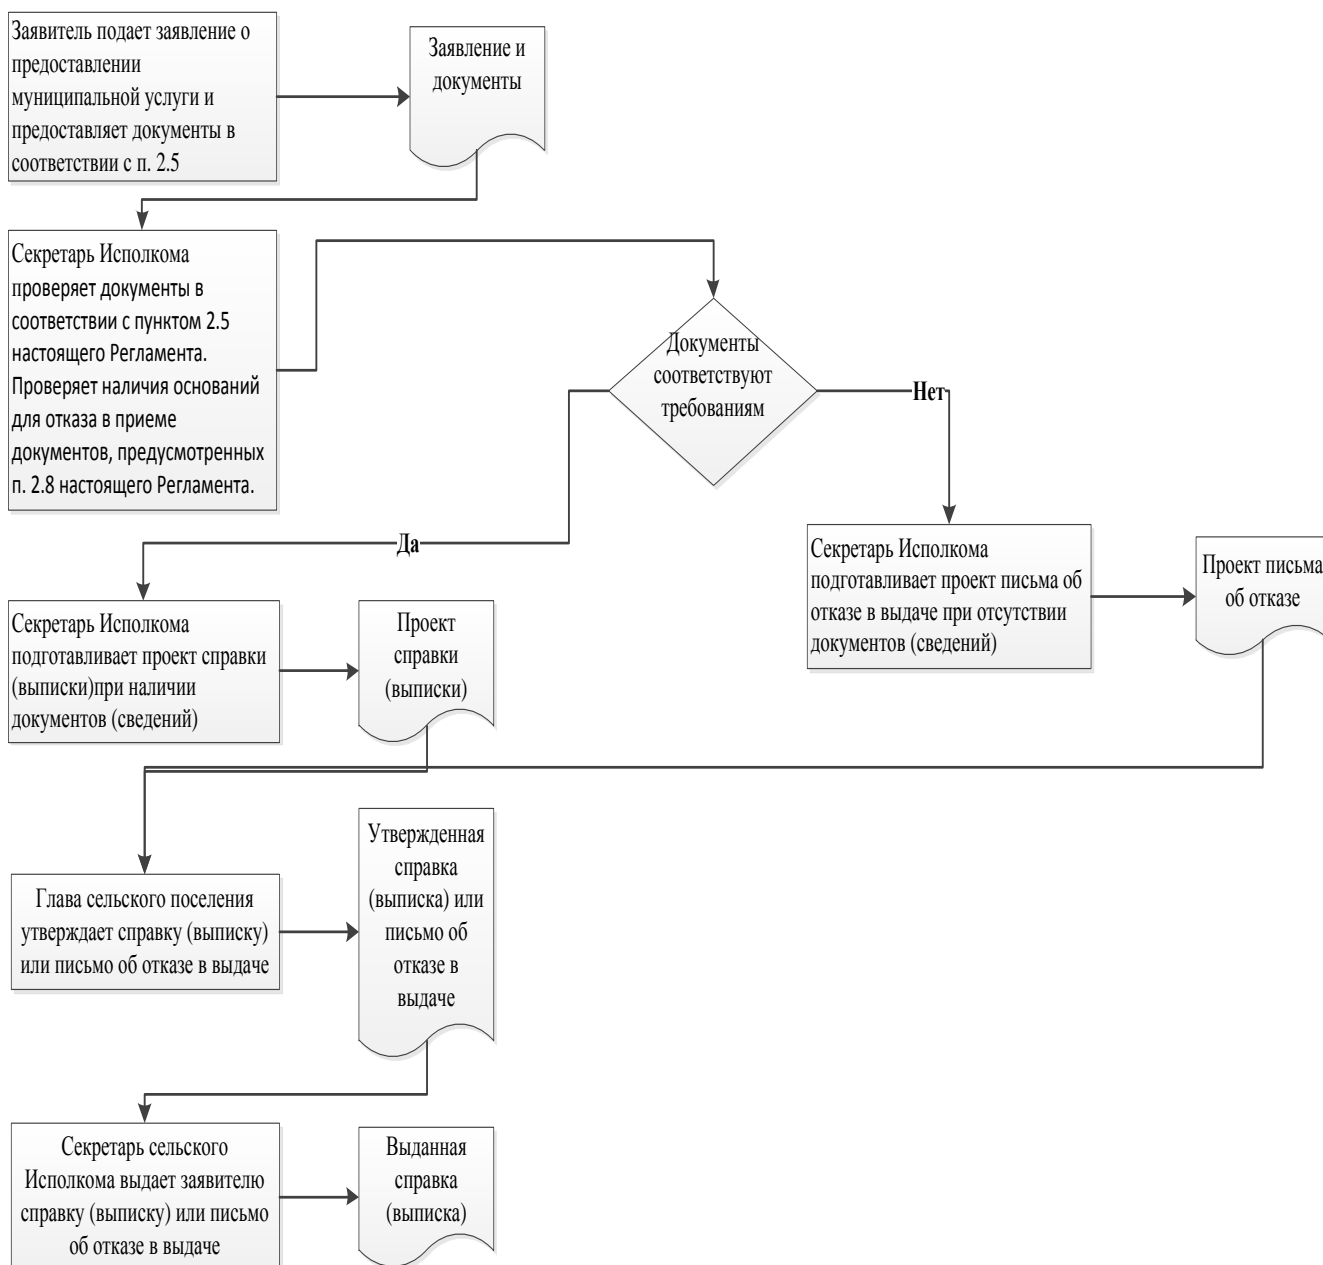 Заявитель подает заявление о
предоставлении
муниципальной услуги и
предоставляет документы в
соответствии с п. 2.5
Заявление и
документы
Секретарь Исполкома
проверяет документы в
соответствии с пунктом 2.5
настоящего Регламента.
Проверяет наличия оснований
для отказа в приеме
документов, предусмотренных
п. 2.8 настоящего Регламента.
Документы
соответствуют
требованиям
Нет
Да
Секретарь Исполкома
подготавливает проект письма об
отказе в выдаче при отсутствии
документов (сведений)
Проект письма
об отказе
Секретарь Исполкома
подготавливает проект справки
(выписки)при наличии
документов (сведений)
Проект
справки
(выписки)
Глава сельского поселения
утверждает справку (выписку)
или письмо об отказе в выдаче
Утвержденная
справка
(выписка) или
письмо об
отказе в
выдаче
Секретарь сельского
Исполкома выдает заявителю
справку (выписку) или письмо
об отказе в выдаче
Выданная
справка
(выписка)